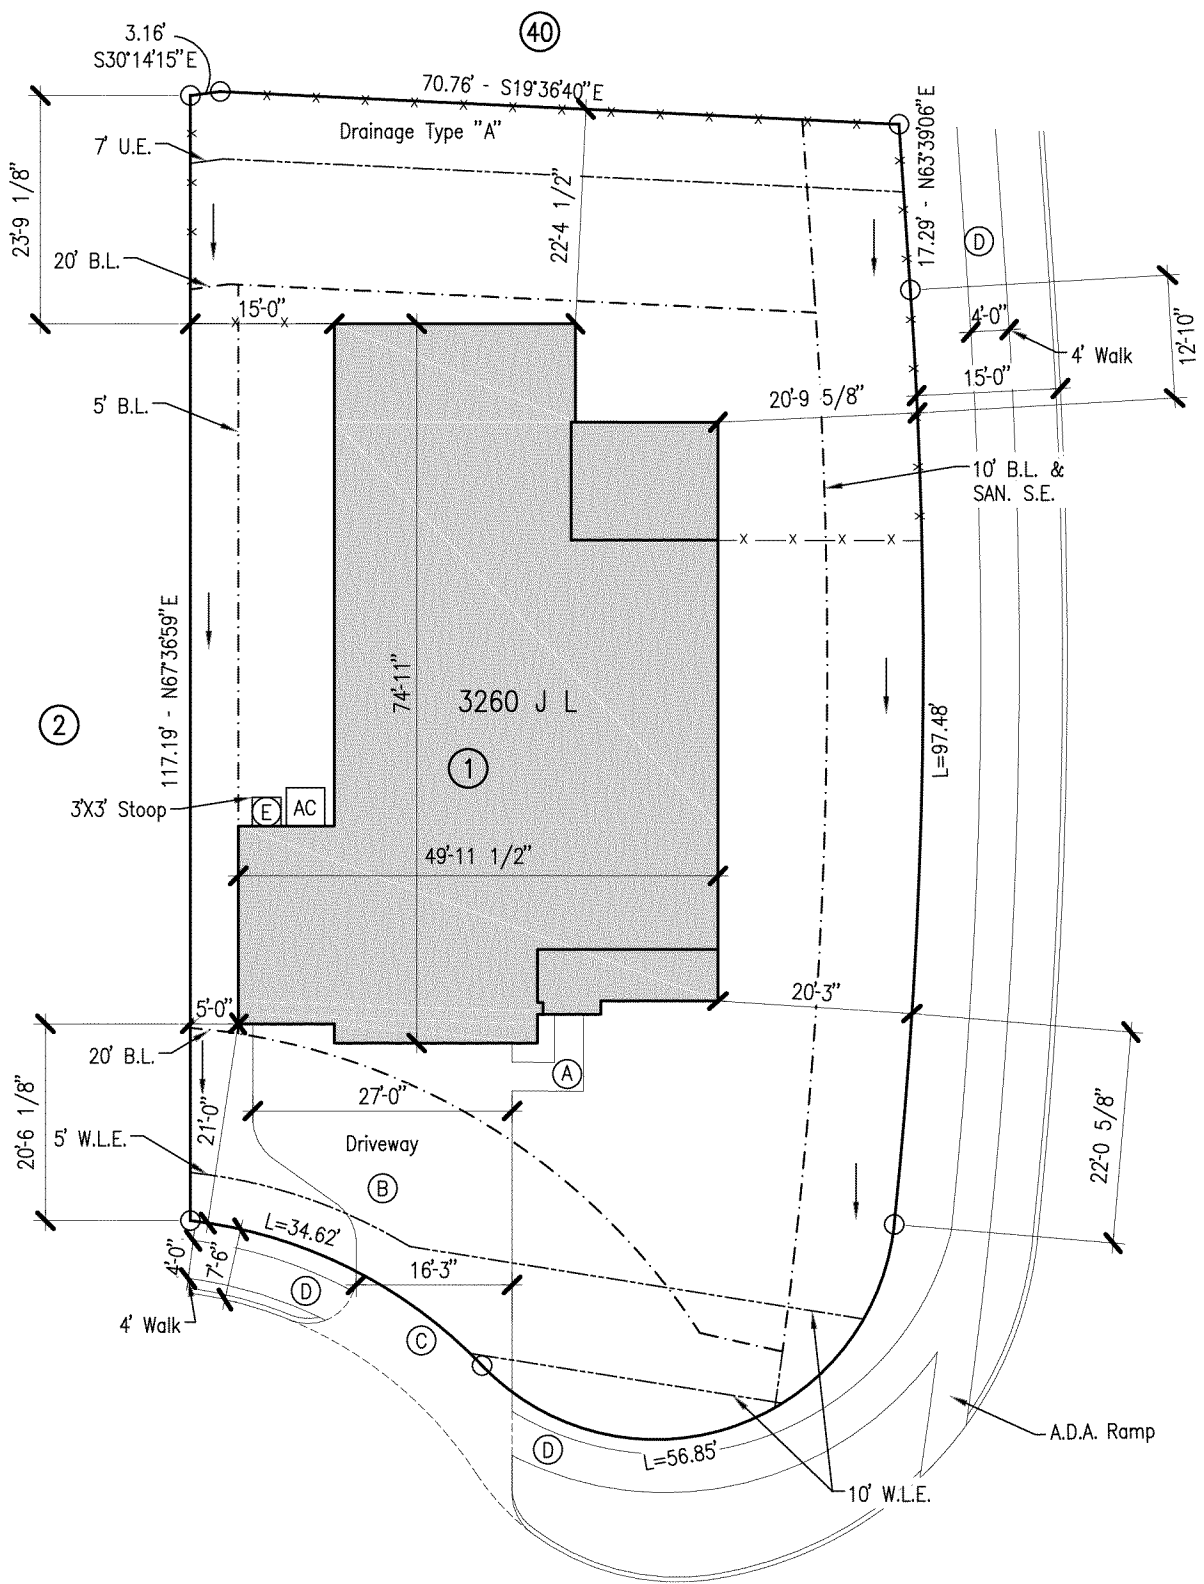 40
3.16'
S30°14'15"E
70.76' - S19°36'40"E
Drainage Type "A"
7' U.E.
17.29' - N63°39'06"E
23'-9 1/8"
22'-4 1/2"
D
20' B.L.
15'-0"
4'-0"
4' Walk
12'-10"
15'-0"
20'-9 5/8"
5' B.L.
10' B.L. &
SAN. S.E.
117.19' - N67°36'59"E
74'-11"
3260 J L
2
1
L=97.48'
3'X3' Stoop
E
AC
49'-11 1/2"
5'-0"
20'-3"
20' B.L.
A
27'-0"
20'-6 1/8"
21'-0"
5' W.L.E.
Driveway
22'-0 5/8"
B
L=34.62'
4'-0"
7'-6"
16'-3"
D
4' Walk
C
A.D.A. Ramp
D
L=56.85'
10' W.L.E.